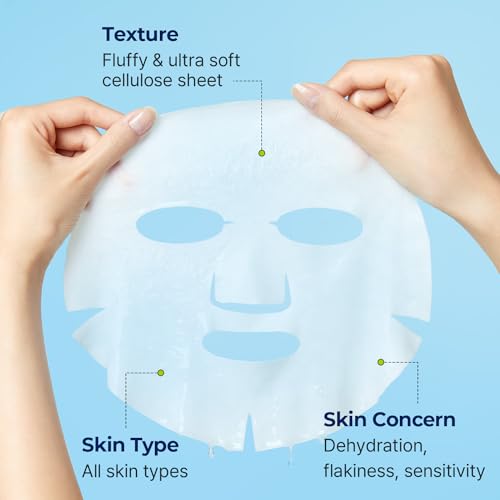 Texture
Fluffy & ultra soft
cellulose sheet
Skin Type
All skin types
Skin Concern
Dehydration,
flakiness, sensitivity